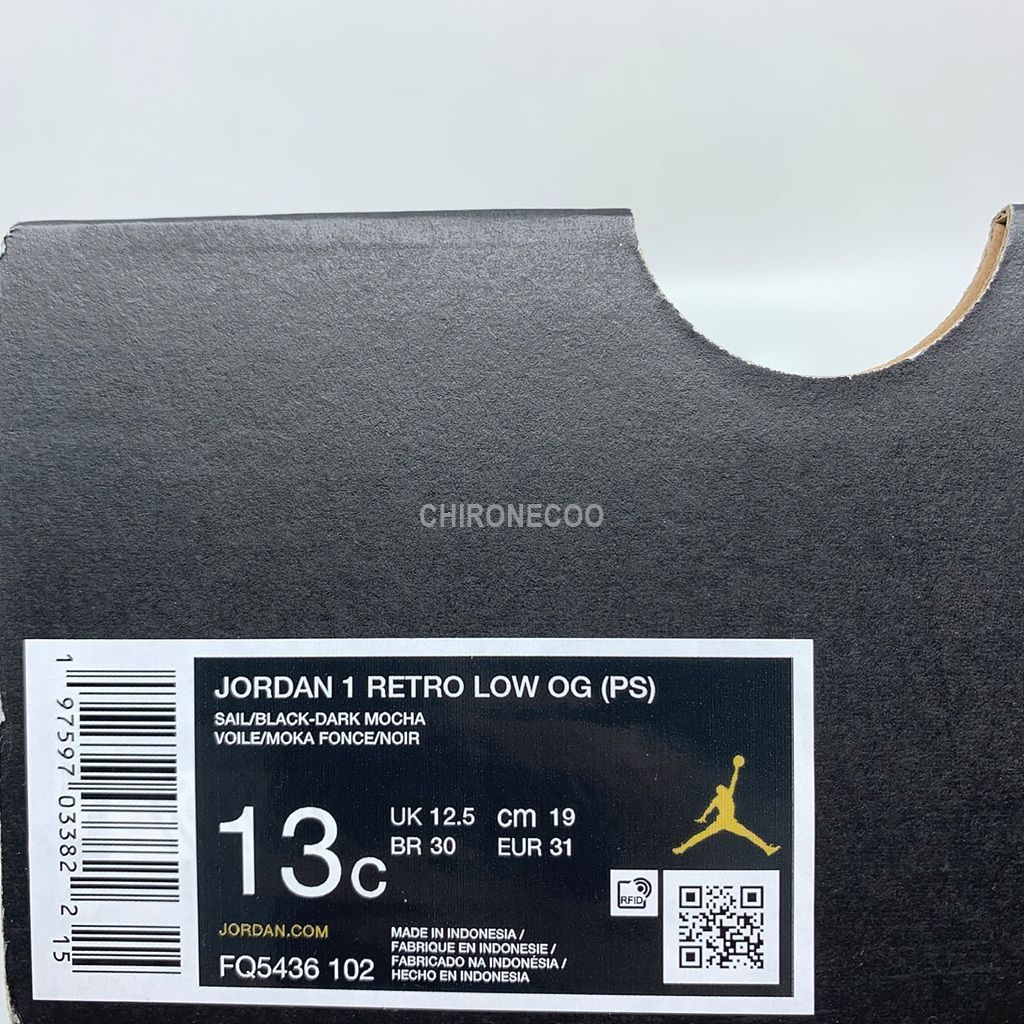 CHIRONECOO
1 97597 03382 2 15
JORDAN 1 RETRO LOW OG (PS)
SAIL/BLACK-DARK MOCHA
VOILE/MOKA FONCE/NOIR
13c
UK 12.5 cm 19
BR 30 EUR 31
RFID
JORDAN.COM
FQ5436 102
MADE IN INDONESIA /
FABRIQUE EN INDONESIE /
FABRICADO NA INDONÉSIA /
HECHO EN INDONESIA